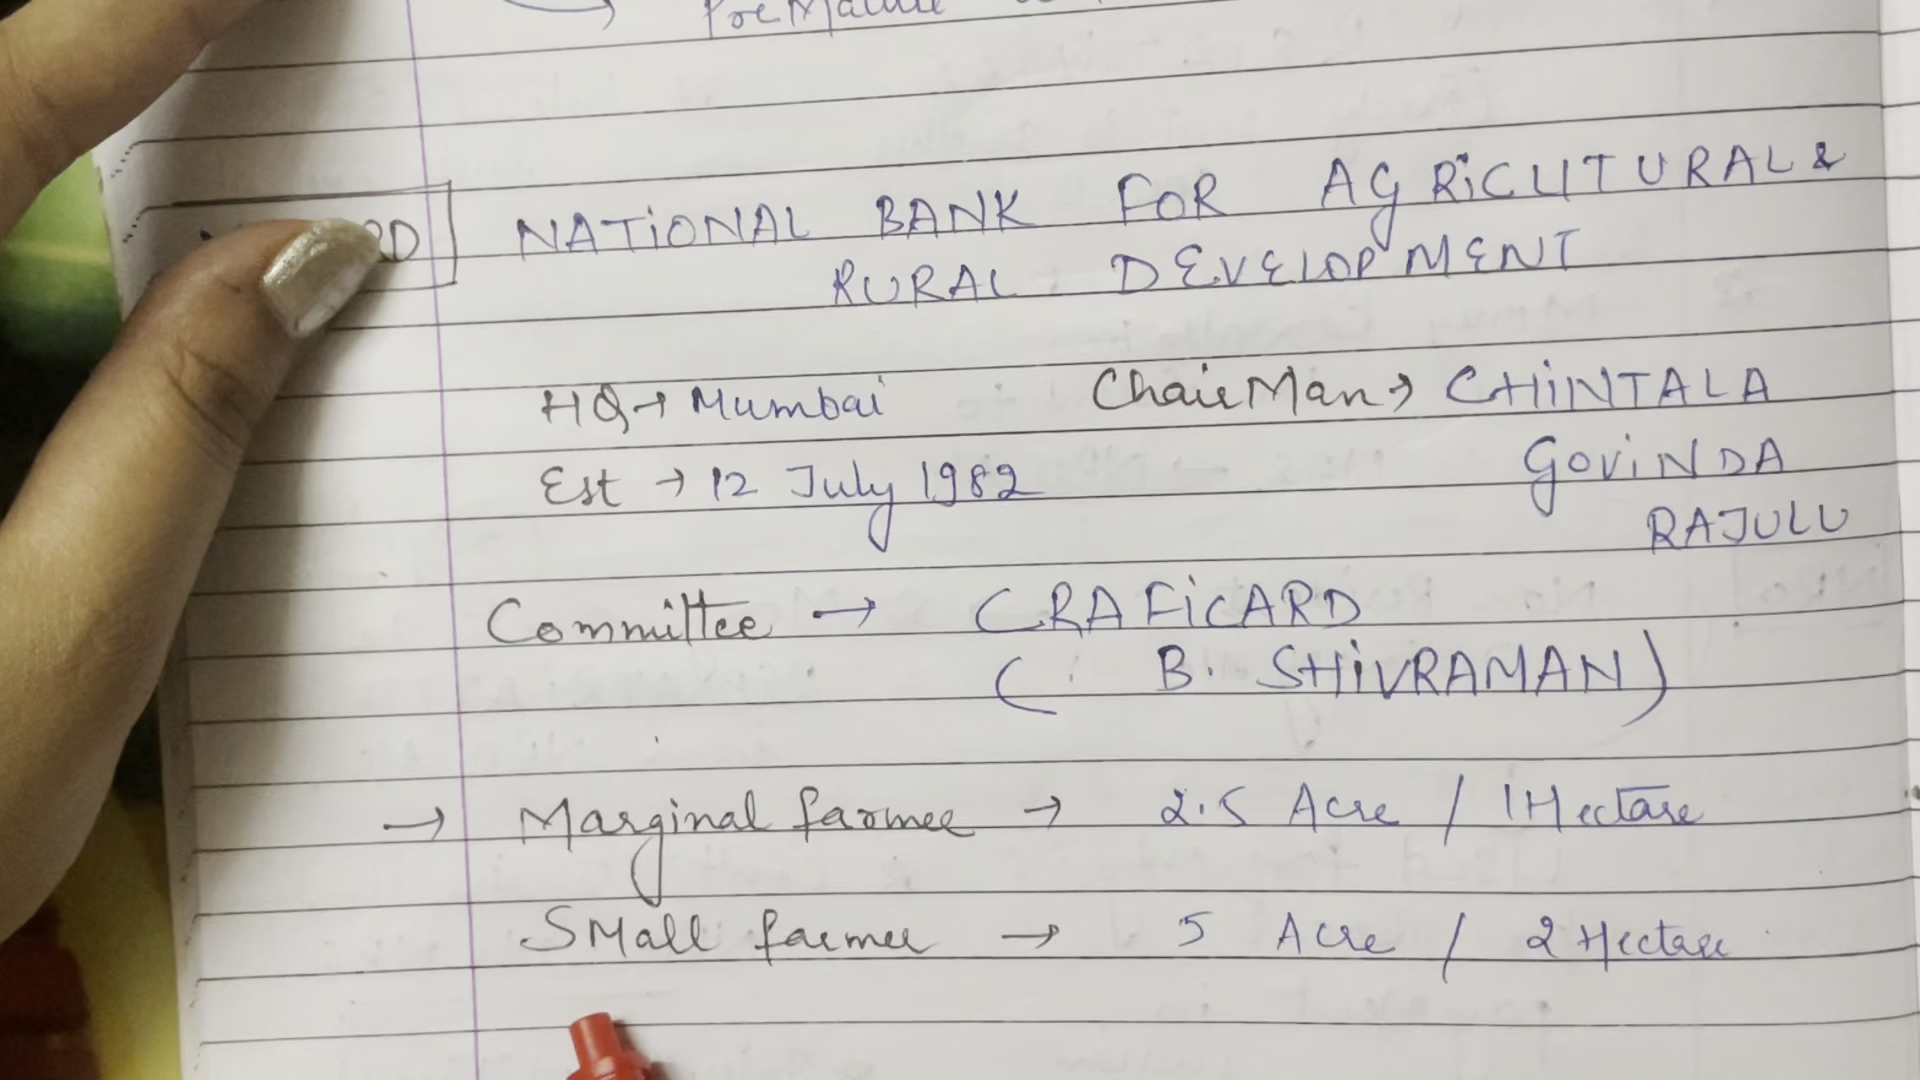 NATiONAL BANK FOR AGRiCLITURAL &
RURAL DEVELOPMENT
HQ → Mumbai ChairMan → CHiNTALA
Est → 12 July 1982 GOViNDA
RAJULU
Committee → CRAFiCARD
( B. SHiVRAMAN )
→ Marginal farmer → 2.5 Acre / 1 Hectare
SMall farmer → 5 Acre / 2 Hectare